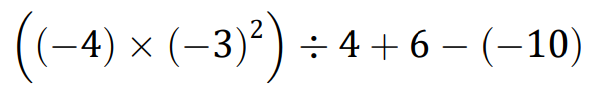 ((−4) × (−3)²) ÷ 4 + 6 − (−10)